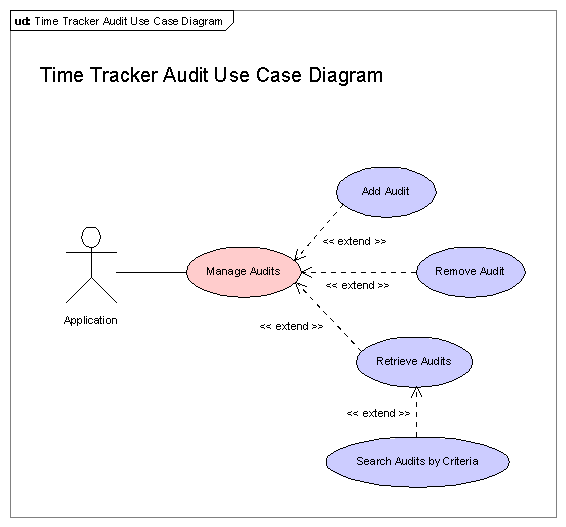 ud: Time Tracker Audit Use Case Diagram
Time Tracker Audit Use Case Diagram
Add Audit
<< extend >>
Manage Audits
Remove Audit
<< extend >>
Application
<< extend >>
Retrieve Audits
<< extend >>
Search Audits by Criteria